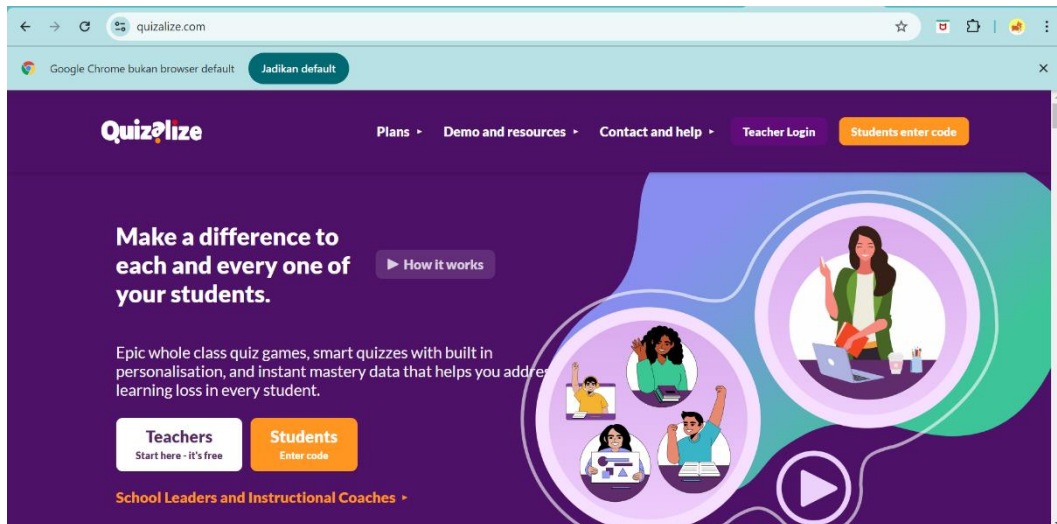 quizalize.com
Google Chrome bukan browser default
Jadikan default
Quizalize
Plans
Demo and resources
Contact and help
Teacher Login
Students enter code
Make a difference to
each and every one of
your students.
How it works
Epic whole class quiz games, smart quizzes with built in
personalisation, and instant mastery data that helps you addres
learning loss in every student.
Teachers
Start here - it's free
Students
Enter code
School Leaders and Instructional Coaches